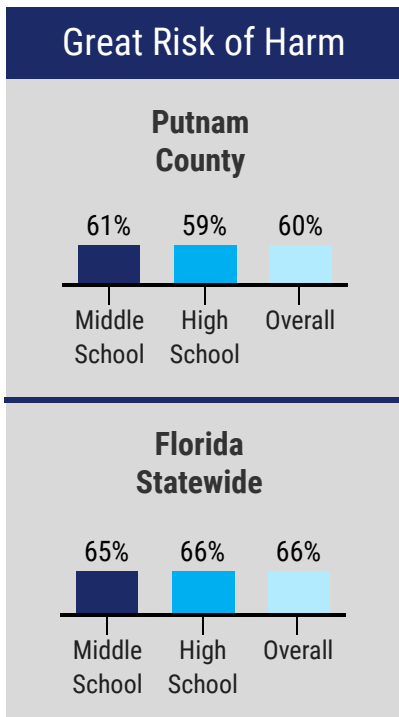 Great Risk of Harm
Putnam
County
61% 59% 60%
Middle High Overall
School School
Florida
Statewide
65% 66% 66%
Middle High Overall
School School